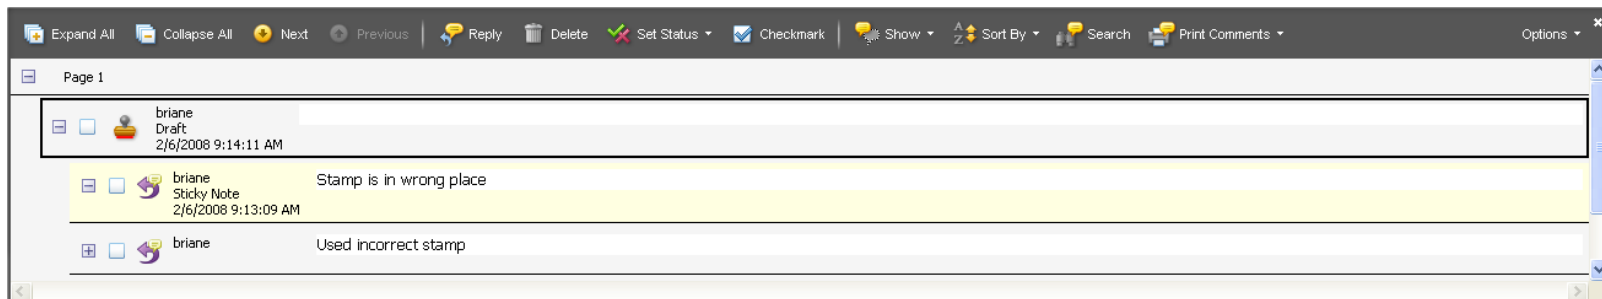 Expand All Collapse All Next Previous Reply Delete Set Status Checkmark Show Sort By Search Print Comments Options
Page 1
briane
Draft
2/6/2008 9:14:11 AM
briane Stamp is in wrong place
Sticky Note
2/6/2008 9:13:09 AM
briane Used incorrect stamp